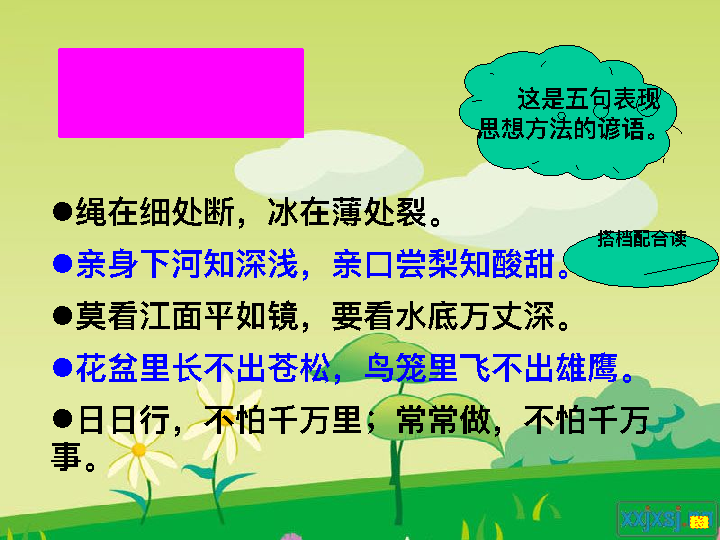 这是五句表现
思想方法的谚语。
●绳在细处断，冰在薄处裂。
搭档配合读
●亲身下河知深浅，亲口尝梨知酸甜。
●莫看江面平如镜，要看水底万丈深。
●花盆里长不出苍松，鸟笼里飞不出雄鹰。
●日日行，不怕千万里；常常做，不怕千万
事。